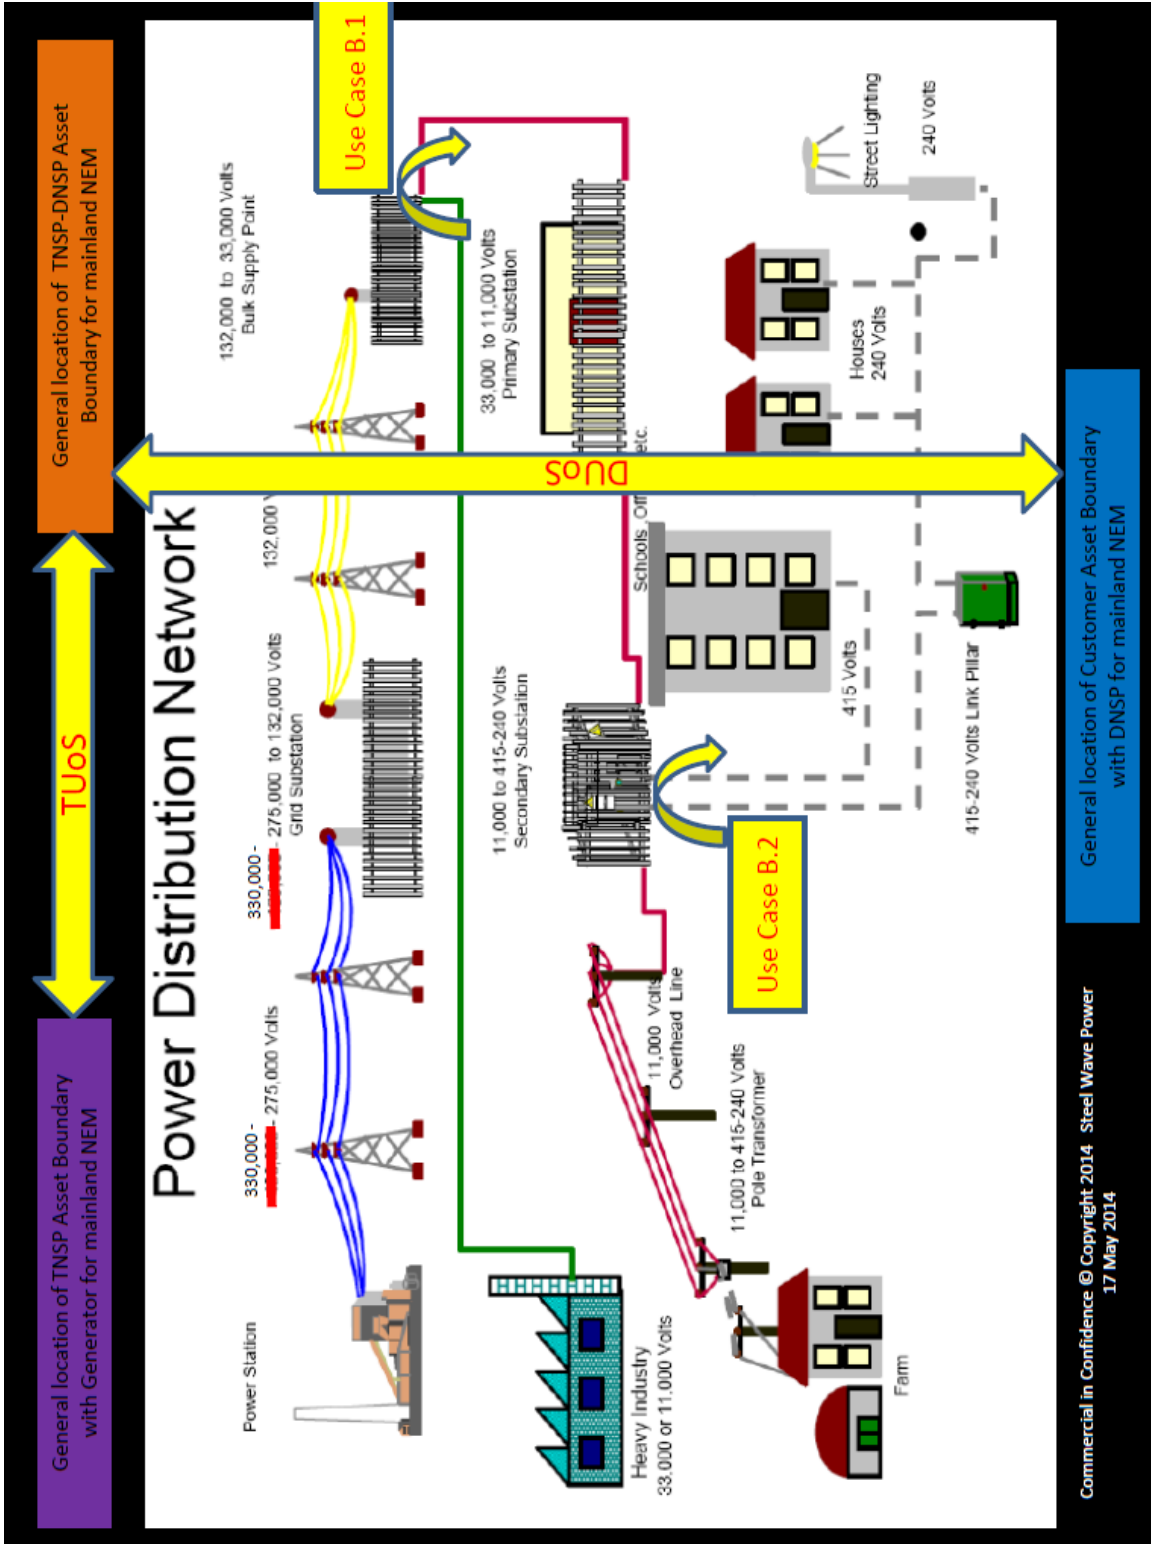 General location of TNSP Asset Boundary
with Generator for mainland NEM
TUoS
General location of TNSP-DNSP Asset
Boundary for mainland NEM
Power Distribution Network
Power Station
330,000 -
- 275,000 Volts
330,000 -
- 275,000 to 132,000 Volts
Grid Substation
132,000 V
132,000 to 33,000 Volts
Bulk Supply Point
Use Case B.1
DUoS
Heavy Industry
33,000 or 11,000 Volts
11,000 to 415-240 Volts
Secondary Substation
33,000 to 11,000 Volts
Primary Substation
11,000 Volts
Overhead Line
11,000 to 415-240 Volts
Pole Transformer
Use Case B.2
Schools, Off
etc.
415 Volts
Houses
240 Volts
Street Lighting
240 Volts
Farm
415-240 Volts Link Pillar
General location of Customer Asset Boundary
with DNSP for mainland NEM
Commercial in Confidence © Copyright 2014 Steel Wave Power
17 May 2014